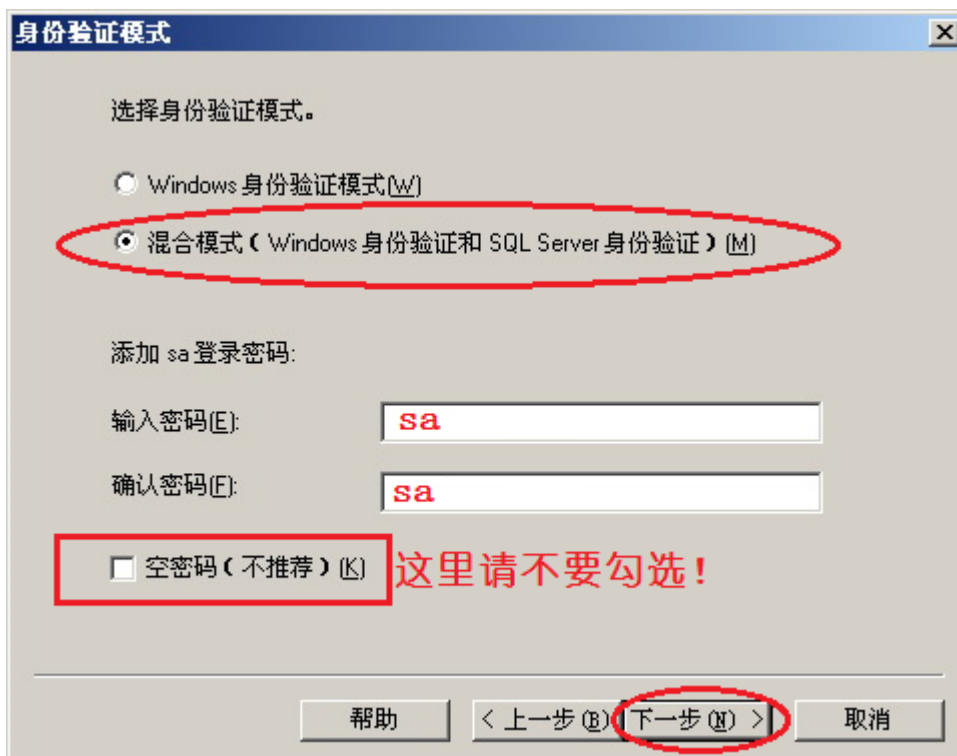 身份验证模式
选择身份验证模式。
Windows 身份验证模式(W)
混合模式（Windows 身份验证和 SQL Server 身份验证）(M)
添加 sa 登录密码:
输入密码(E): sa
确认密码(F): sa
空密码（不推荐）(K) 这里请不要勾选！
帮助 < 上一步(B) 下一步(N) > 取消